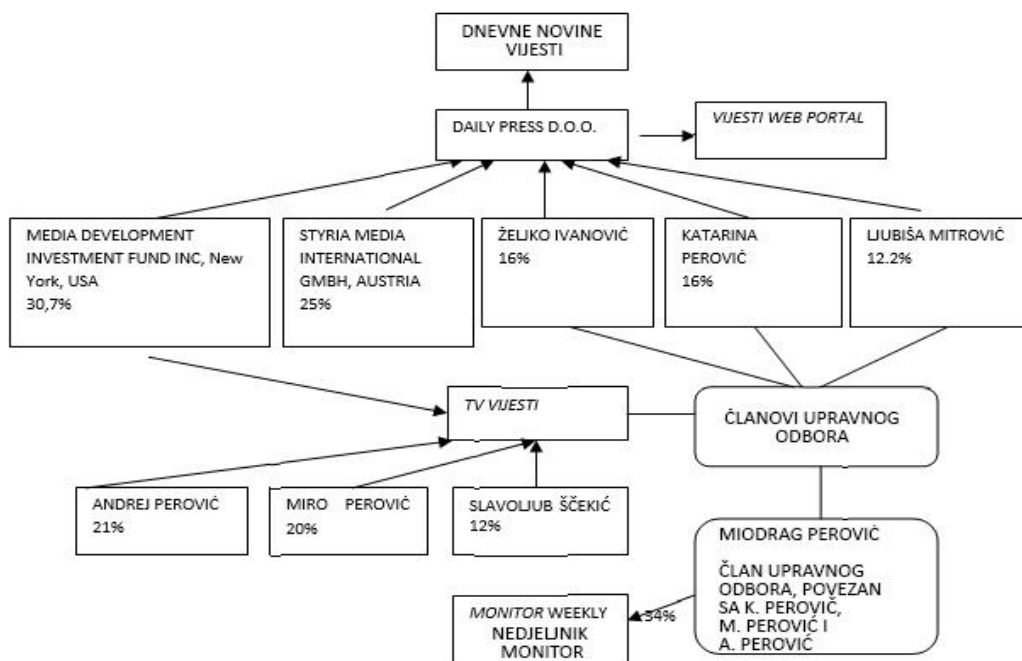 DNEVNE NOVINE
VIJESTI
DAILY PRESS D.O.O.
VIJESTI WEB PORTAL
MEDIA DEVELOPMENT
INVESTMENT FUND INC, New
York, USA
30,7%
STYRIA MEDIA
INTERNATIONAL
GMBH, AUSTRIA
25%
ŽELJKO IVANOVIĆ
16%
KATARINA
PEROVIĆ
16%
LJUBIŠA MITROVIĆ
12.2%
TV VIJESTI
ČLANOVI UPRAVNOG
ODBORA
ANDREJ PEROVIĆ
21%
MIRO PEROVIĆ
20%
SLAVOLJUB ŠČEKIĆ
12%
MIODRAG PEROVIĆ
ČLAN UPRAVNOG
ODBORA, POVEZAN
SA K. PEROVIČ,
M. PEROVIĆ I
A. PEROVIĆ
MONITOR WEEKLY
NEDJELJNIK
MONITOR